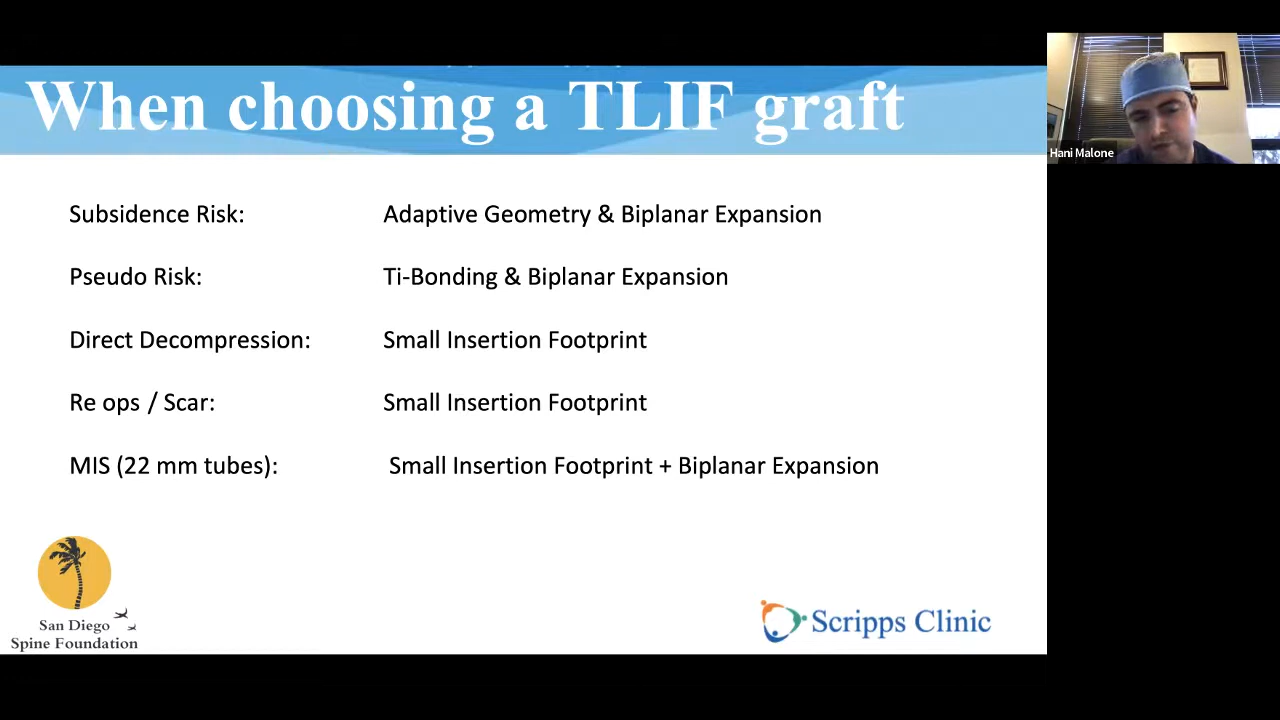 When choosing a TLIF graft
Hani Malone
Subsidence Risk: Adaptive Geometry & Biplanar Expansion
Pseudo Risk: Ti-Bonding & Biplanar Expansion
Direct Decompression: Small Insertion Footprint
Re ops / Scar: Small Insertion Footprint
MIS (22 mm tubes): Small Insertion Footprint + Biplanar Expansion
San Diego
Spine Foundation
Scripps Clinic